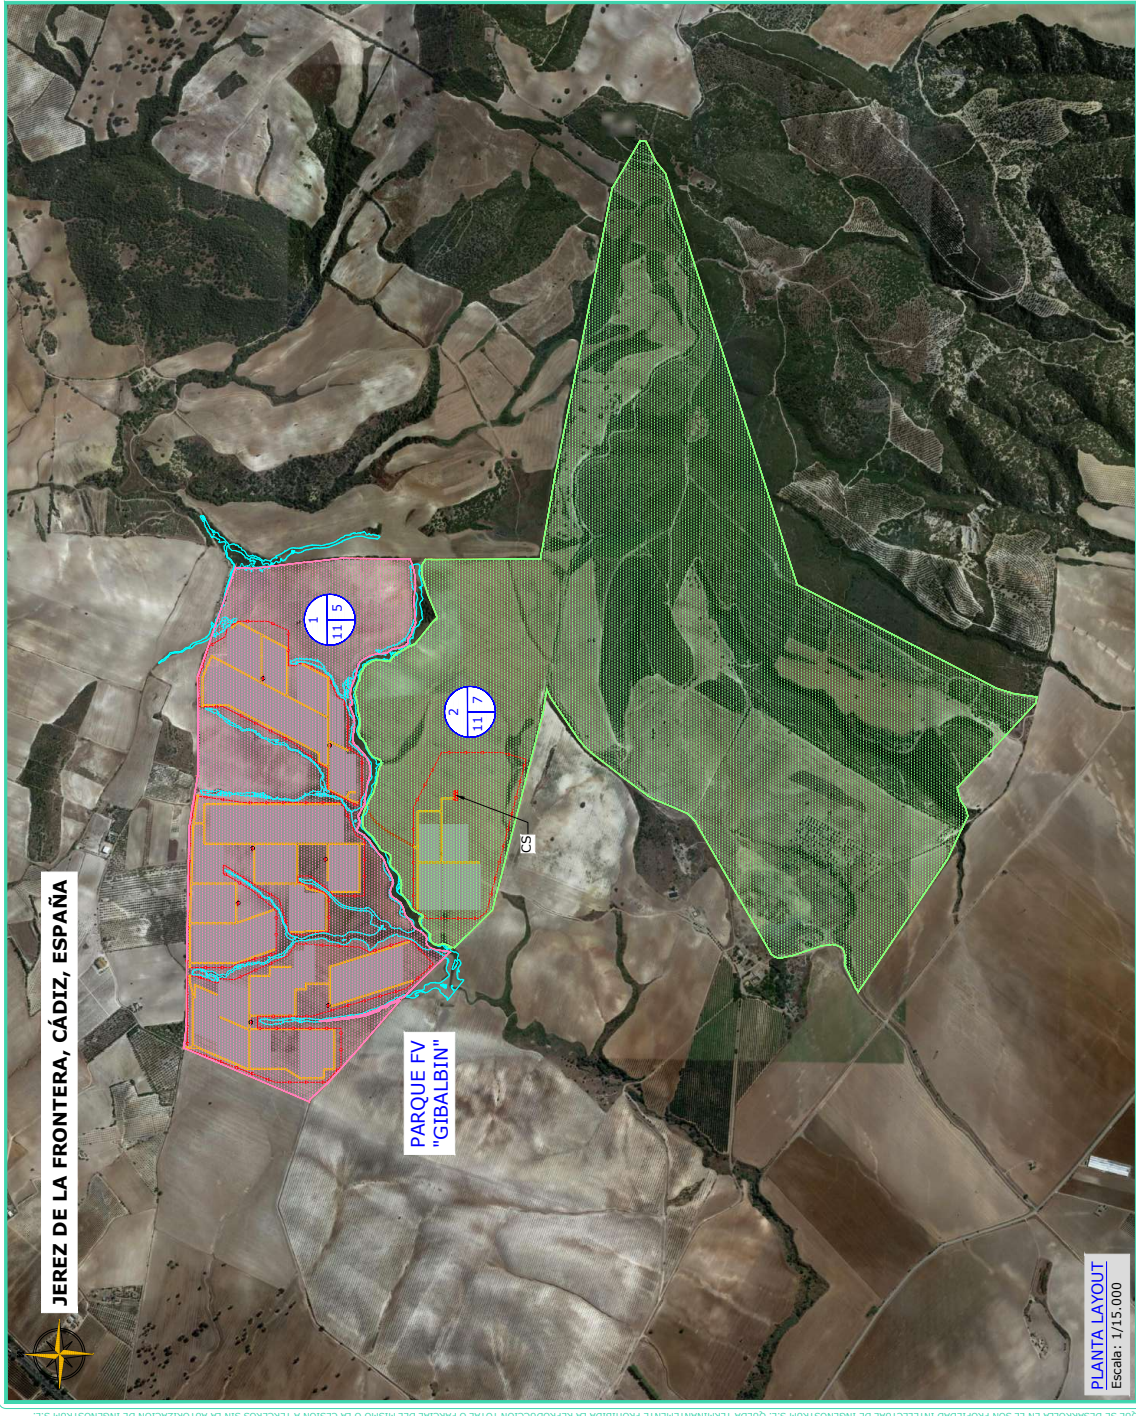 JEREZ DE LA FRONTERA, CÁDIZ, ESPAÑA
1
11 5
2
11 7
CS
PARQUE FV
"GIBALBIN"
PLANTA LAYOUT
Escala: 1/15.000